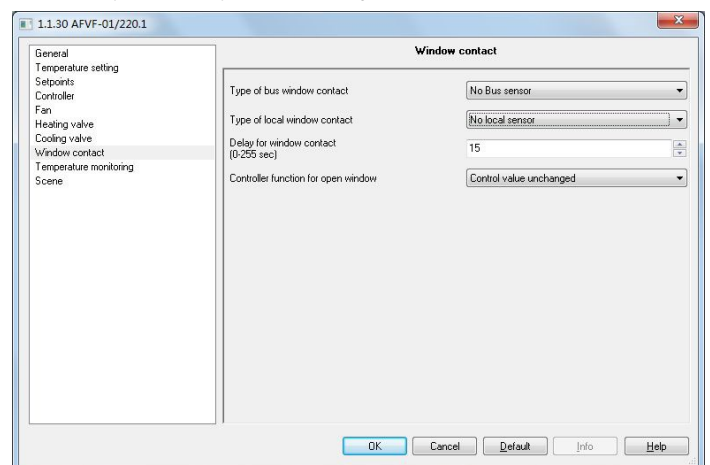 1.1.30 AFVF-01/220.1
General
Temperature setting
Setpoints
Controller
Fan
Heating valve
Cooling valve
Window contact
Temperature monitoring
Scene
Window contact
Type of bus window contact
No Bus sensor
Type of local window contact
No local sensor
Delay for window contact
(0-255 sec)
15
Controller function for open window
Control value unchanged
OK
Cancel
Default
Info
Help